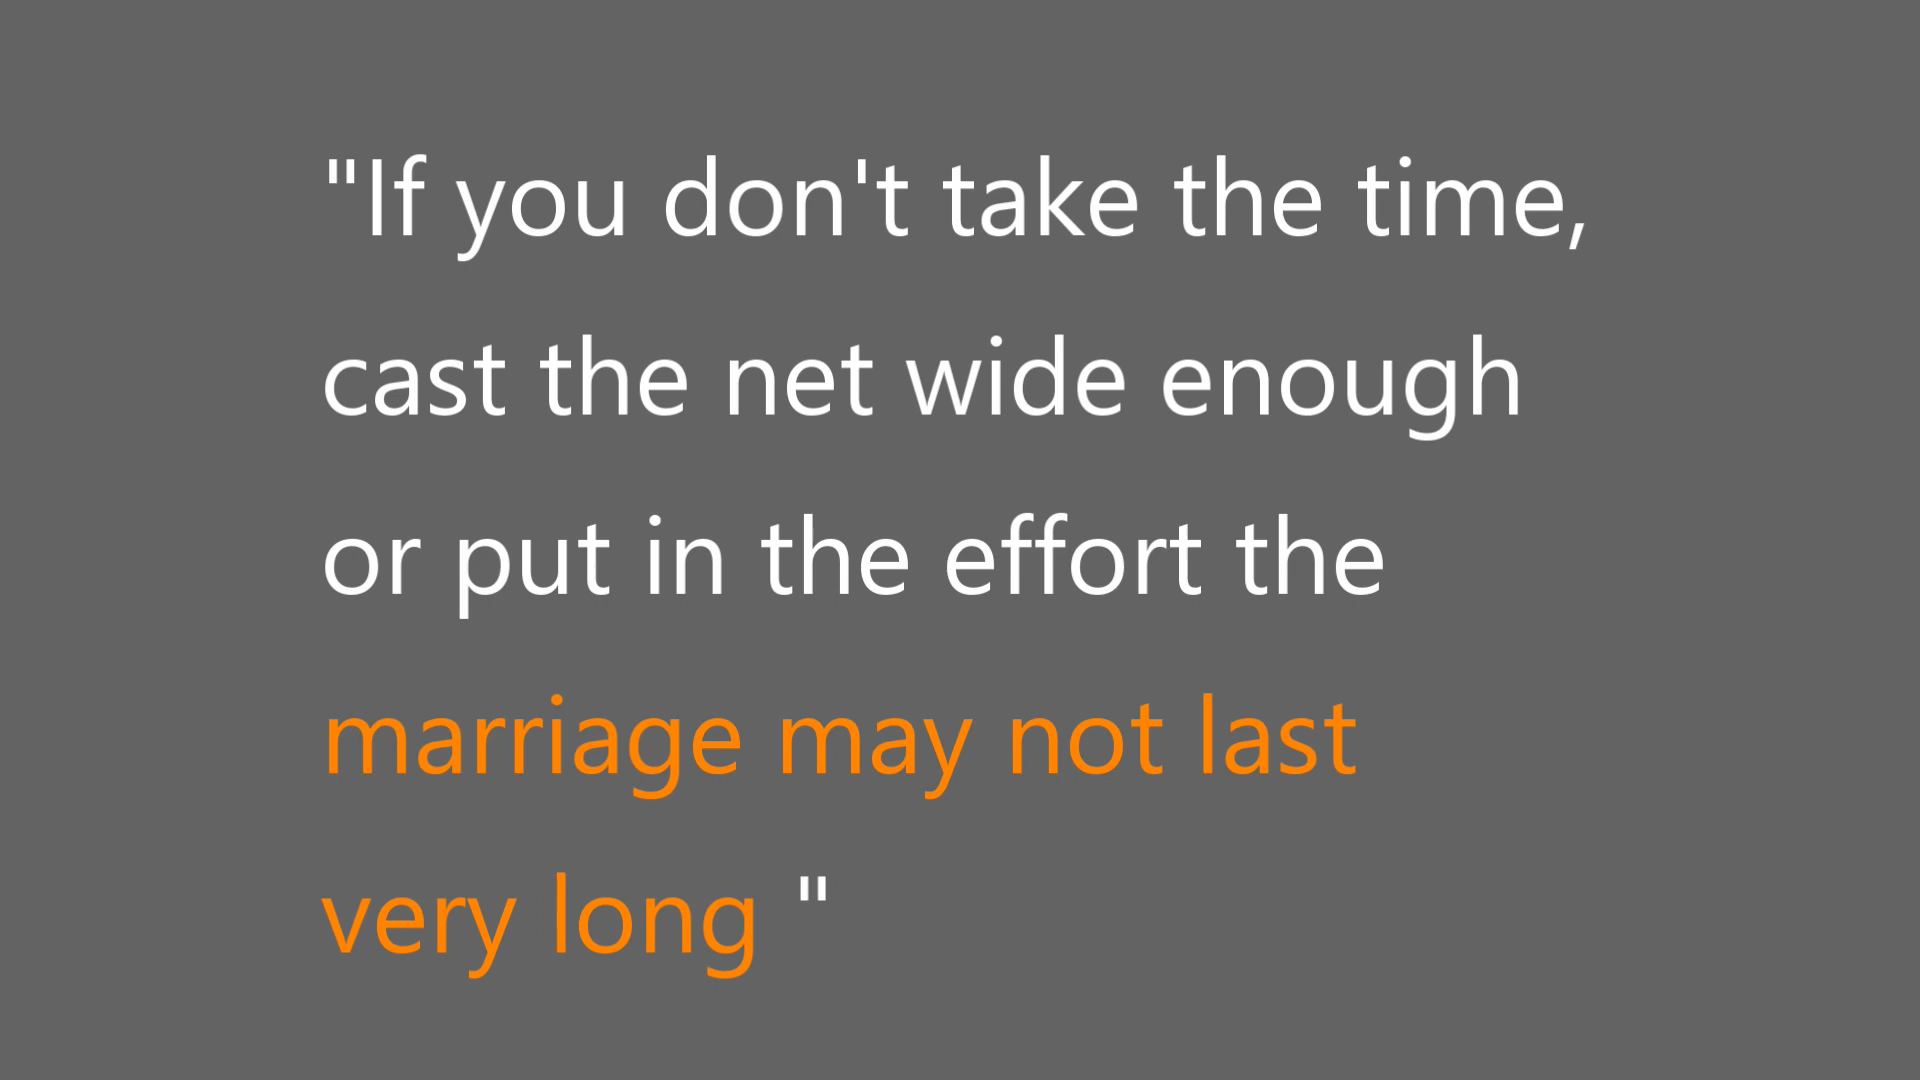 "If you don't take the time,
cast the net wide enough
or put in the effort the
marriage may not last
very long "